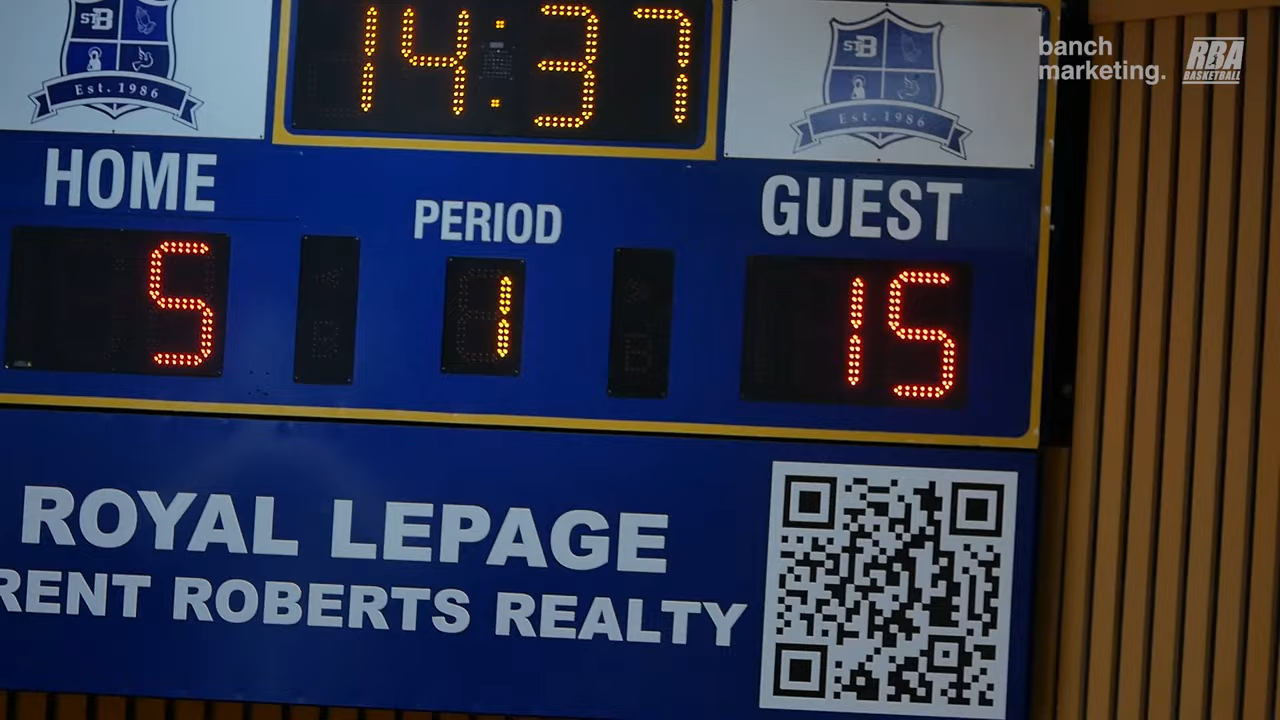 STB
Est. 1986
14:37
STB
Est. 1986
banch
marketing.
RBA
BASKETBALL
HOME
PERIOD
GUEST
5
1
15
ROYAL LEPAGE
RENT ROBERTS REALTY